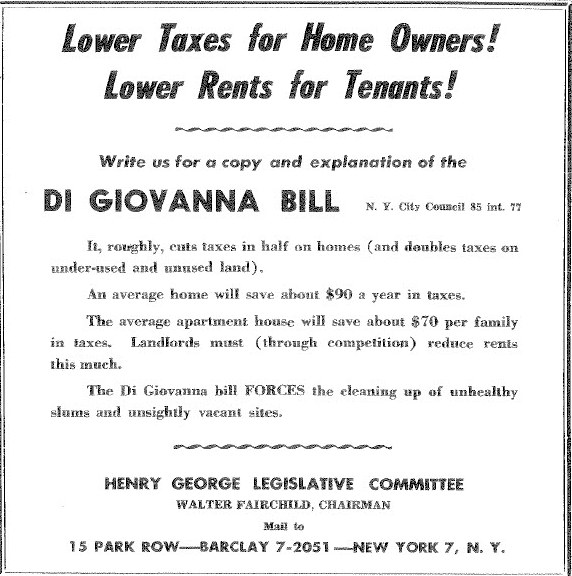 Lower Taxes for Home Owners!
Lower Rents for Tenants!
Write us for a copy and explanation of the
DI GIOVANNA BILL N. Y. City Council 85 int. 77
It, roughly, cuts taxes in half on homes (and doubles taxes on
under-used and unused land).
An average home will save about $90 a year in taxes.
The average apartment house will save about $70 per family
in taxes. Landlords must (through competition) reduce rents
this much.
The Di Giovanna bill FORCES the cleaning up of unhealthy
slums and unsightly vacant sites.
HENRY GEORGE LEGISLATIVE COMMITTEE
WALTER FAIRCHILD, CHAIRMAN
Mail to
15 PARK ROW—BARCLAY 7-2051—NEW YORK 7, N. Y.